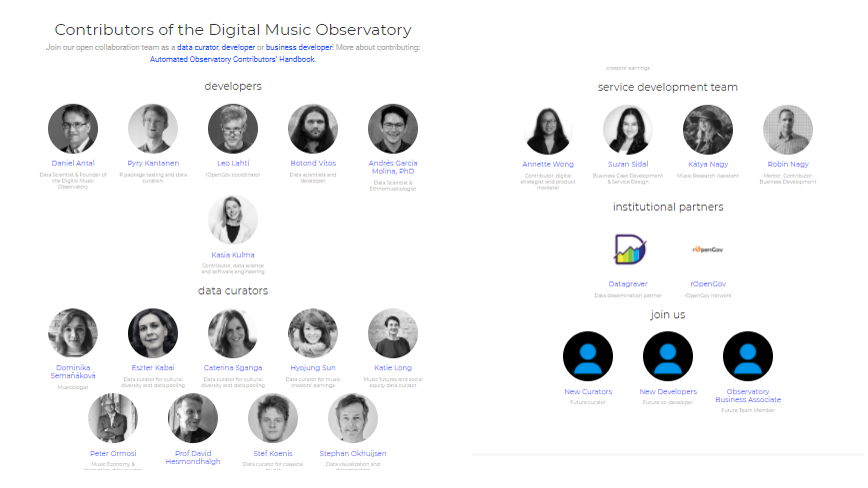 Contributors of the Digital Music Observatory
Join our open collaboration team as a data curator, developer or business developer! More about contributing:
Automated Observatory Contributors' Handbook.
developers
Daniel Antal
Data Scientist & Founder of
the Digital Music
Observatory
Pyry Kantanen
R package testing and data
curation.
Leo Lahti
rOpenGov coordinator
Botond Vitos
Data scientists and
developer
Andrés García
Molina, PhD
Data Scientist &
Ethnomusicologist
Kasia Kulma
Contributor, data science
and software engineering
data curators
Dominika
Semaňáková
Musicologist
Eszter Kabai
Data curator for cultural
diversity and data pooling
Caterina Sganga
Data curator for cultural
diversity and data pooling
Hyojung Sun
Data curator for music
creators' earnings
Katie Long
Music futures and social
equity data curator
Peter Ormosi
Music Economy &
Prof David
Hesmondhalgh
Stef Koenis
Data curator for classical
Stephan Okhuijsen
Data visualization and
creators' earnings
service development team
Annette Wong
Contributor, digital
strategist and product
marketer
Suzan Sidal
Business Case Development
& Service Design
Kátya Nagy
Music Research Assistant
Robin Nagy
Mentor, Contributor,
Business Development
institutional partners
rOpenGov
Datagraver
Data dissemination partner
rOpenGov
rOpenGov network
join us
New Curators
Future curator
New Developers
Future co-developer
Observatory
Business Associate
Future Team Member